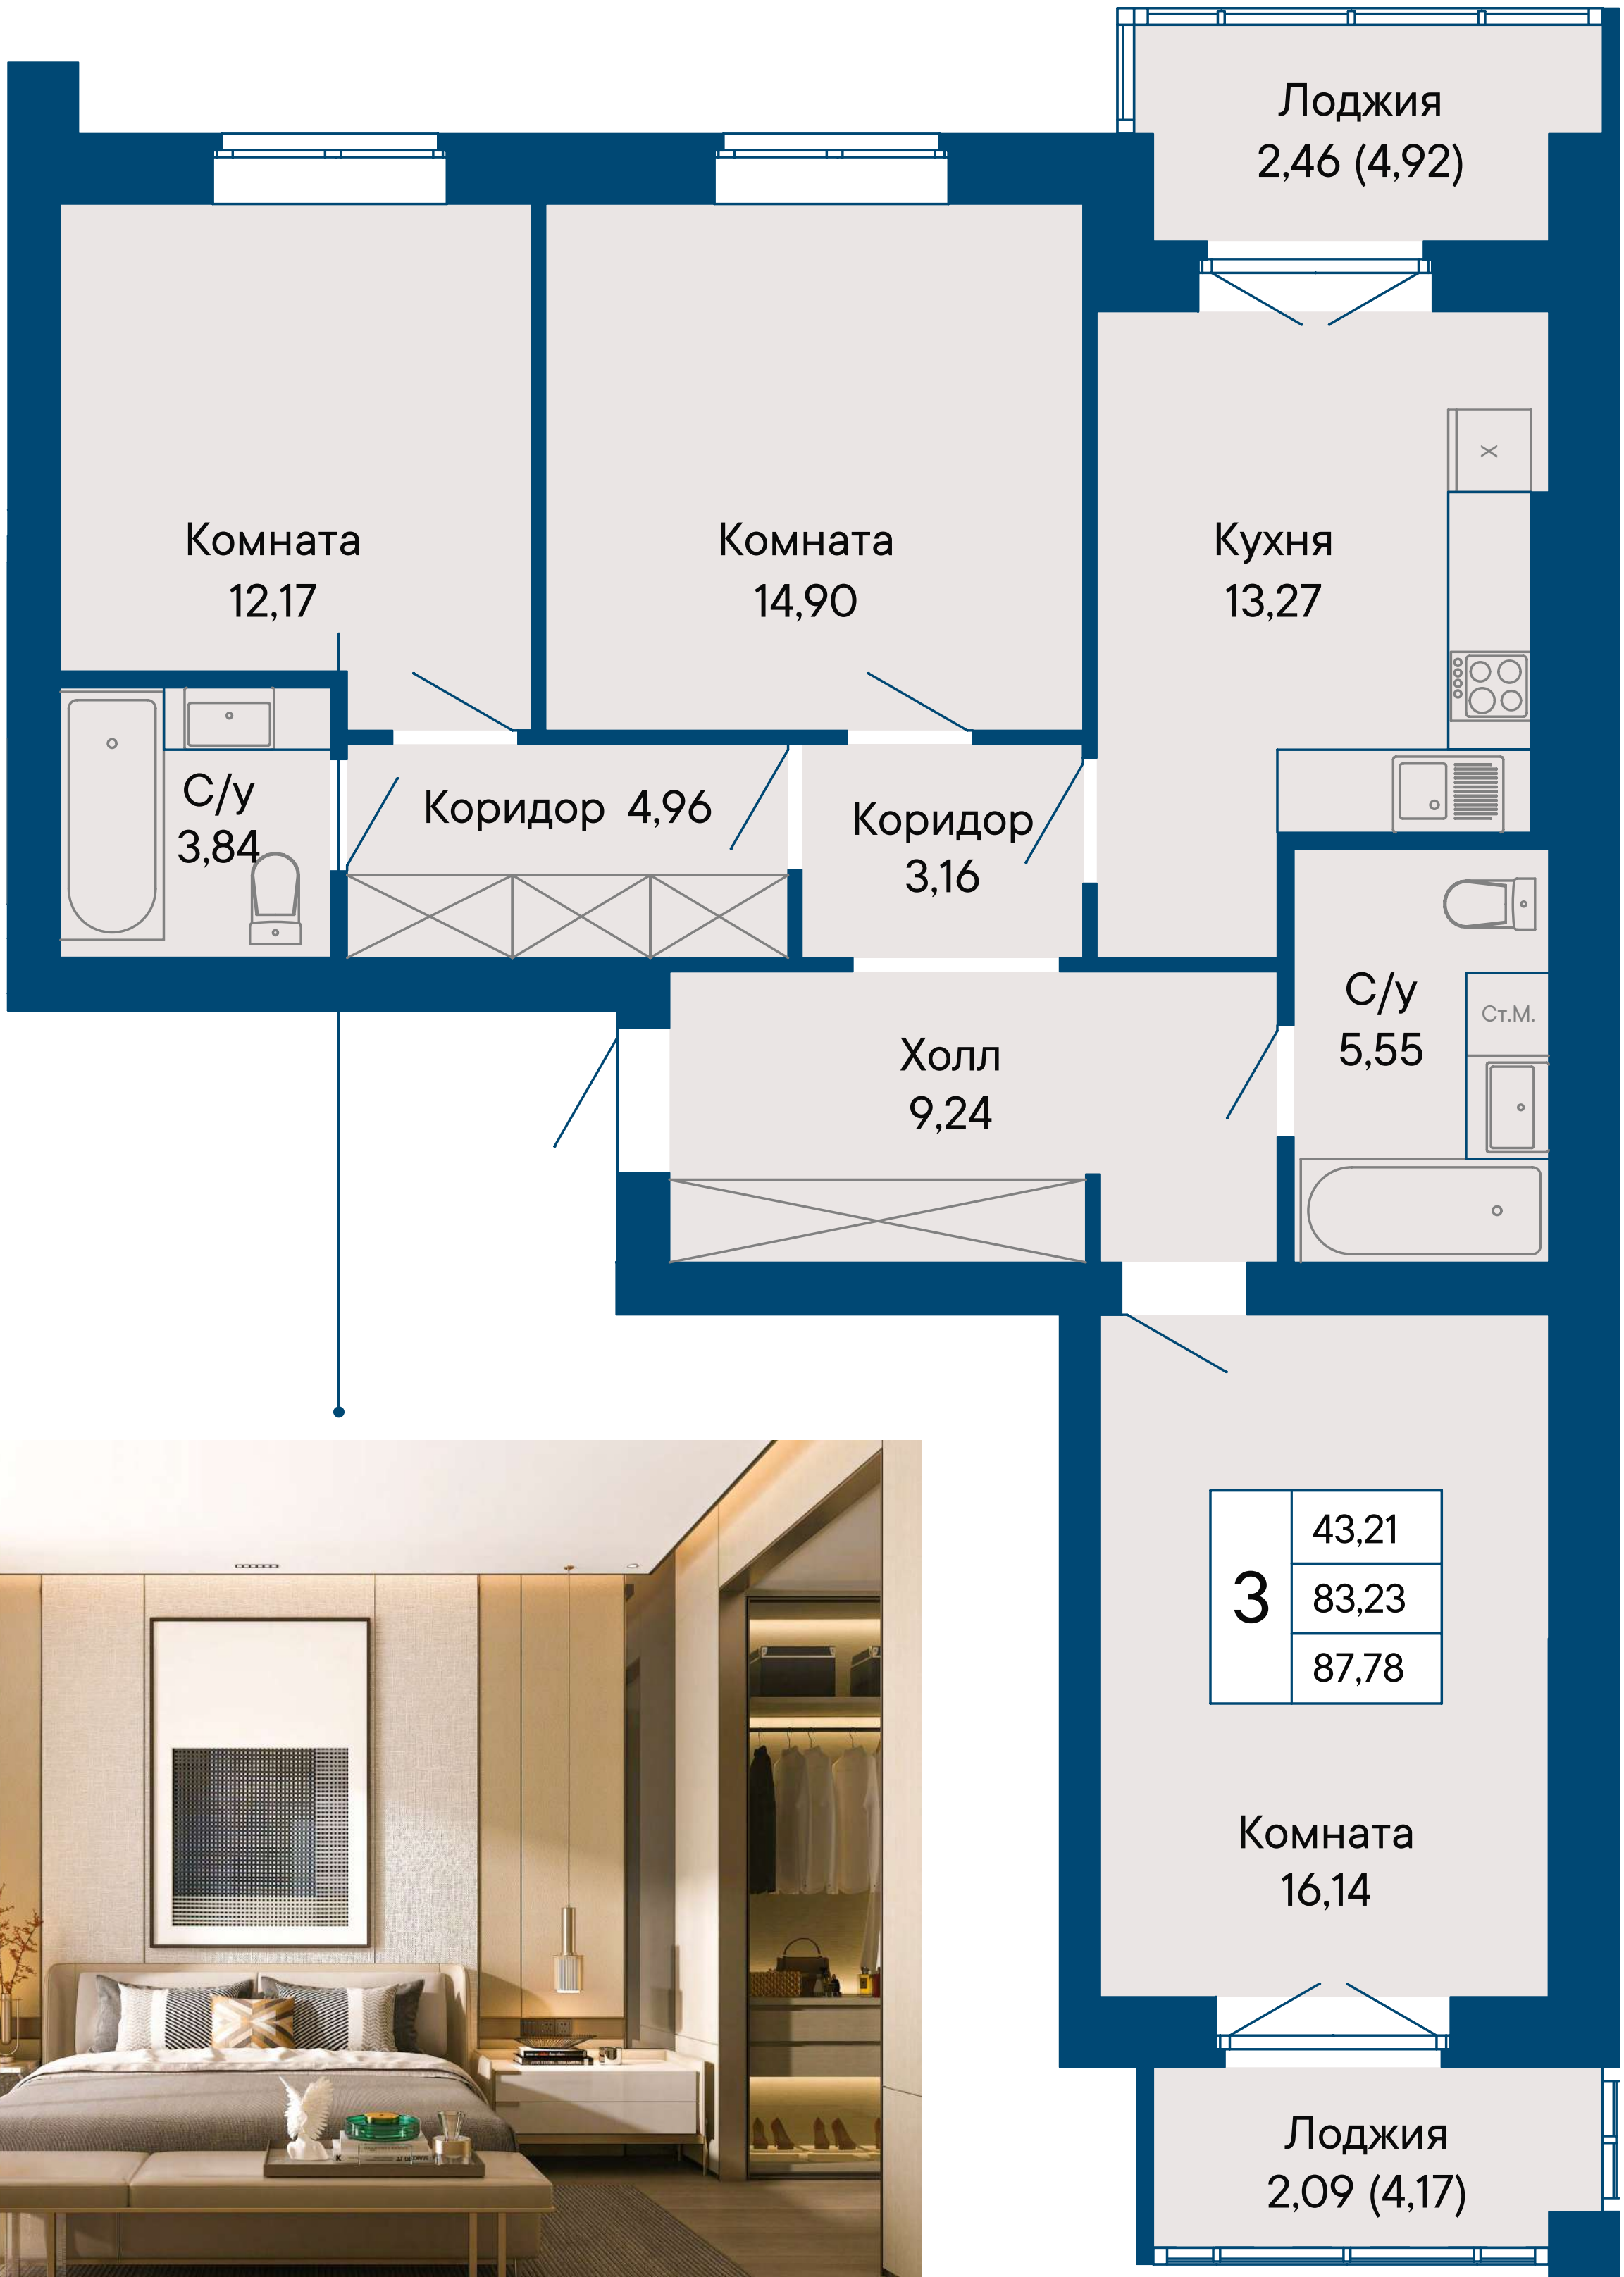 Лоджия
2,46 (4,92)
Комната
12,17
Комната
14,90
Кухня
13,27
X
С/у
3,84
Коридор 4,96
Коридор
3,16
С/у
5,55
Ст.М.
Холл
9,24
3
43,21
83,23
87,78
Комната
16,14
Лоджия
2,09 (4,17)